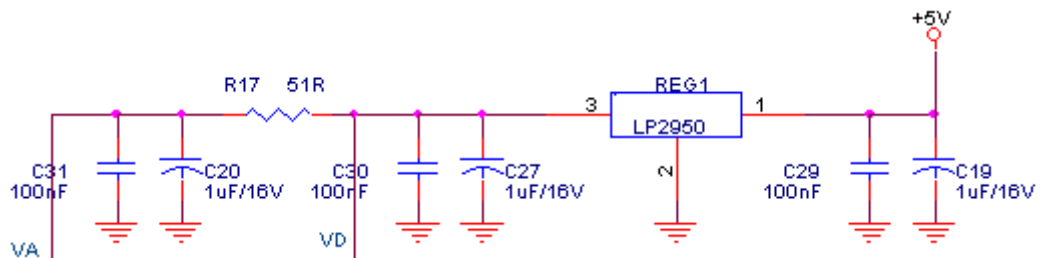 +5V
R17 51R
REG1
3
1
LP2950
2
C31
100nF
C20
1uF/16V
C30
100nF
C27
1uF/16V
C29
100nF
C19
1uF/16V
VA
VD